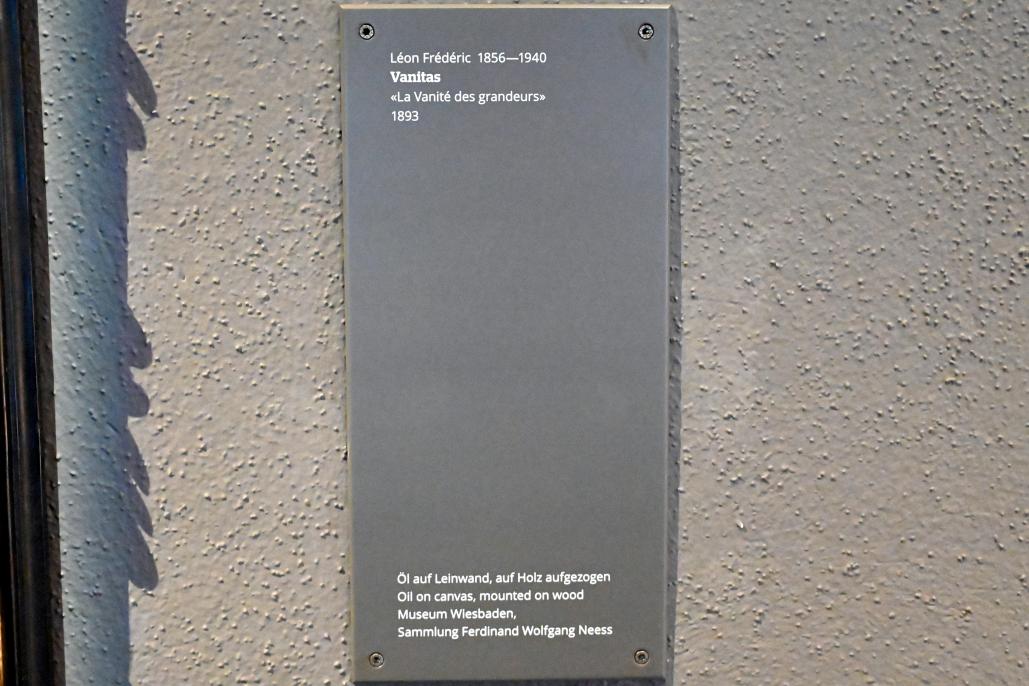 Léon Frédéric 1856—1940
Vanitas
«La Vanité des grandeurs»
1893
Öl auf Leinwand, auf Holz aufgezogen
Oil on canvas, mounted on wood
Museum Wiesbaden,
Sammlung Ferdinand Wolfgang Neess